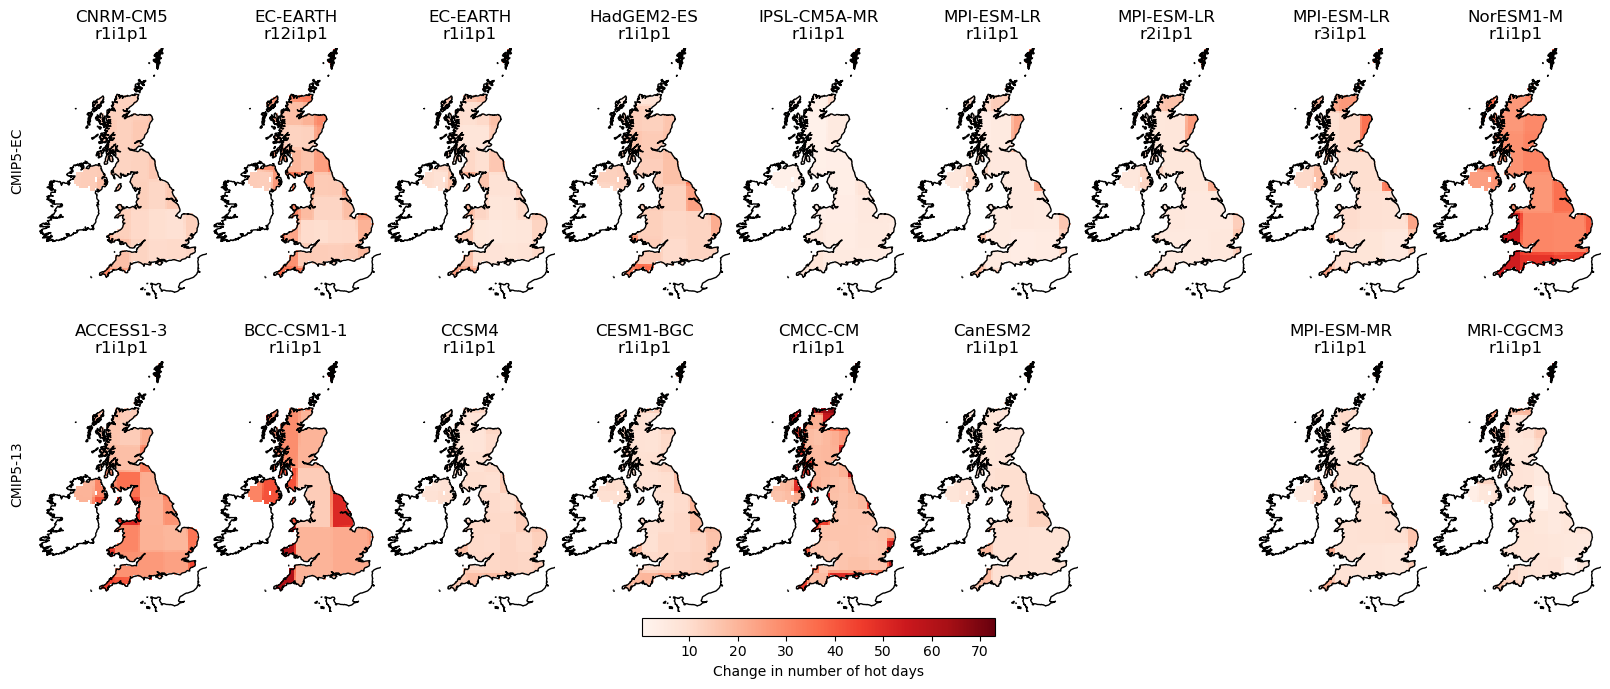 CNRM-CM5
r1i1p1
EC-EARTH
r12i1p1
EC-EARTH
r1i1p1
HadGEM2-ES
r1i1p1
IPSL-CM5A-MR
r1i1p1
MPI-ESM-LR
r1i1p1
MPI-ESM-LR
r2i1p1
MPI-ESM-LR
r3i1p1
NorESM1-M
r1i1p1
CMIP5-EC
ACCESS1-3
r1i1p1
BCC-CSM1-1
r1i1p1
CCSM4
r1i1p1
CESM1-BGC
r1i1p1
CMCC-CM
r1i1p1
CanESM2
r1i1p1
MPI-ESM-MR
r1i1p1
MRI-CGCM3
r1i1p1
CMIP5-13
10 20 30 40 50 60 70
Change in number of hot days